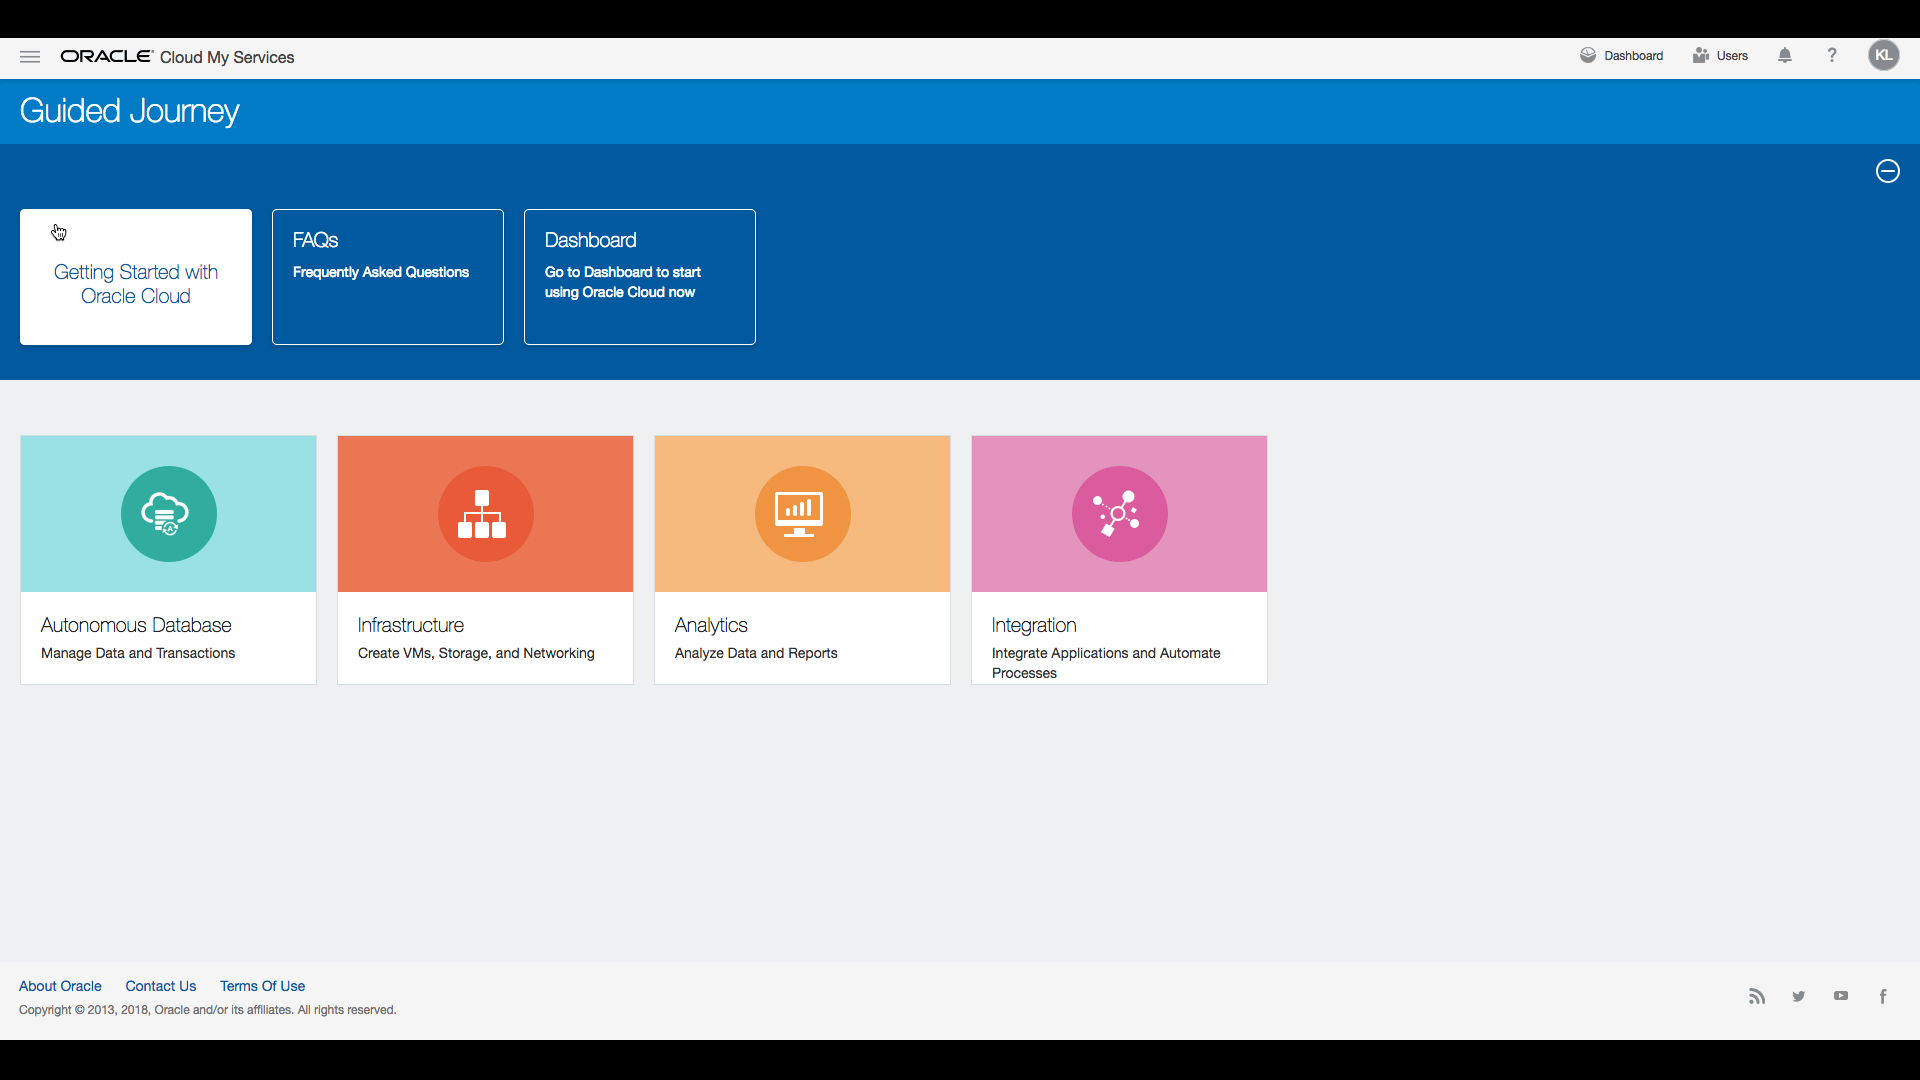 ORACLE Cloud My Services
Dashboard
Users
?
KL
Guided Journey
Getting Started with
Oracle Cloud
FAQs
Frequently Asked Questions
Dashboard
Go to Dashboard to start
using Oracle Cloud now
Autonomous Database
Manage Data and Transactions
Infrastructure
Create VMs, Storage, and Networking
Analytics
Analyze Data and Reports
Integration
Integrate Applications and Automate
Processes
About Oracle
Contact Us
Terms Of Use
Copyright © 2013, 2018, Oracle and/or its affiliates. All rights reserved.